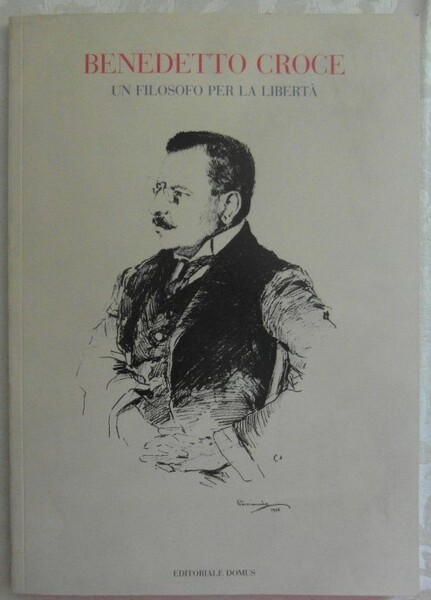 BENEDETTO CROCE
UN FILOSOFO PER LA LIBERTÀ
EDITORIALE DOMUS